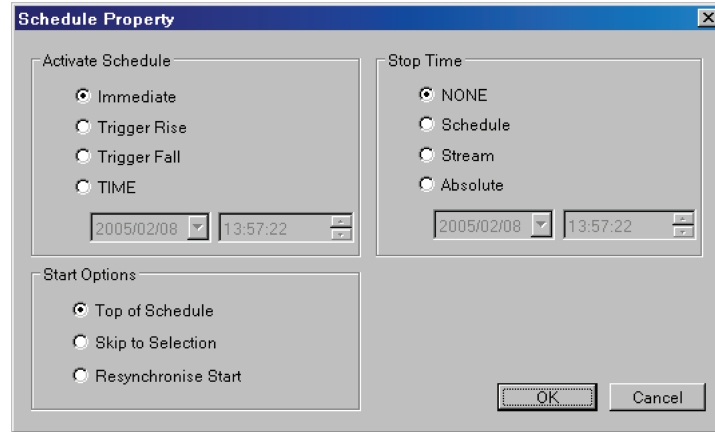 Schedule Property
Activate Schedule
Immediate
Trigger Rise
Trigger Fall
TIME
2005/02/08 13:57:22
Stop Time
NONE
Schedule
Stream
Absolute
2005/02/08 13:57:22
Start Options
Top of Schedule
Skip to Selection
Resynchronise Start
OK Cancel